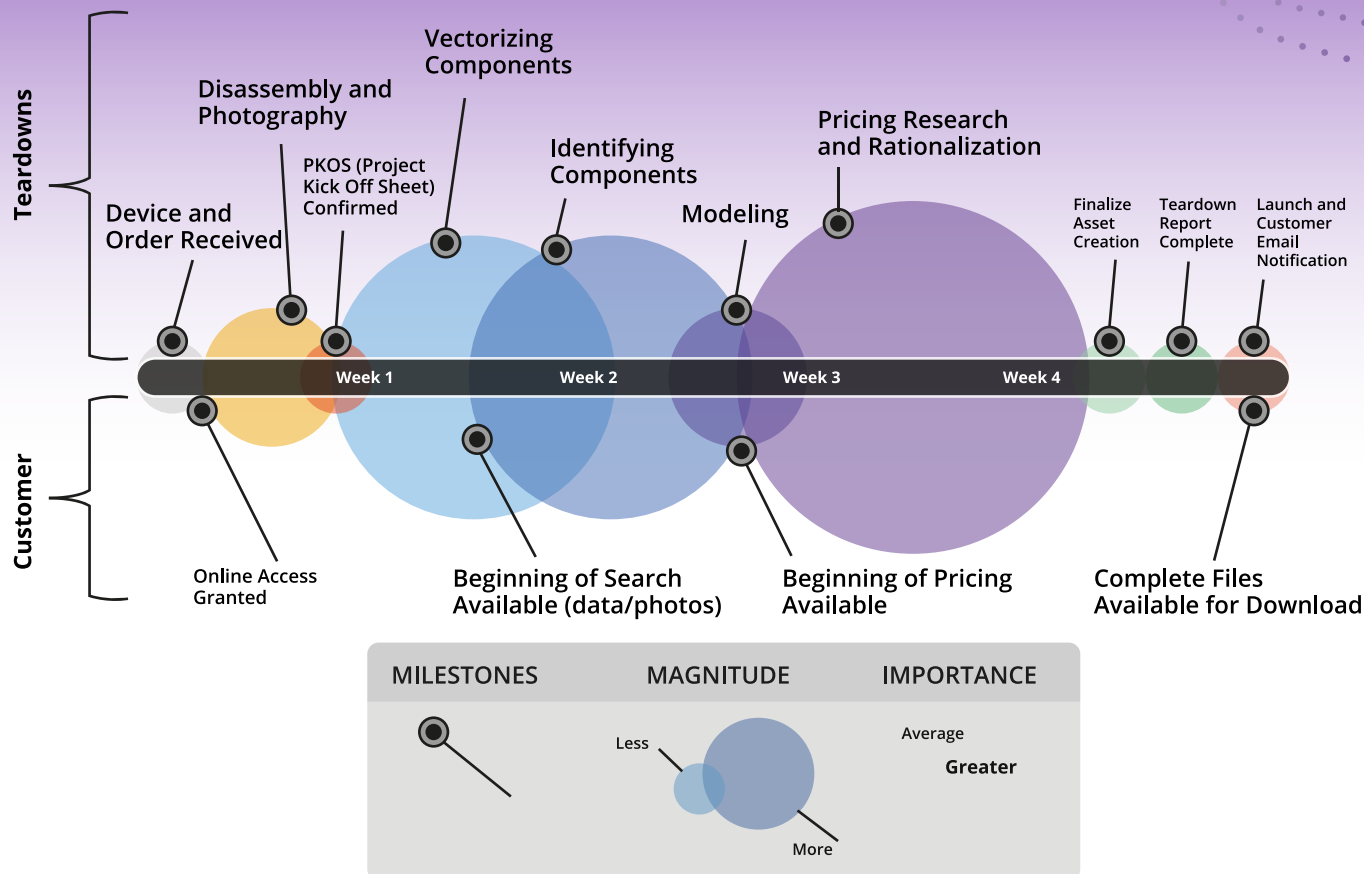 Teardowns
Vectorizing
Components
Disassembly and
Photography
PKOS (Project
Kick Off Sheet)
Confirmed
Device and
Order Received
Identifying
Components
Modeling
Pricing Research
and Rationalization
Finalize
Asset
Creation
Teardown
Report
Complete
Launch and
Customer
Email
Notification
Week 1
Week 2
Week 3
Week 4
Customer
Online Access
Granted
Beginning of Search
Available (data/photos)
Beginning of Pricing
Available
Complete Files
Available for Download
MILESTONES
MAGNITUDE
IMPORTANCE
Less
More
Average
Greater